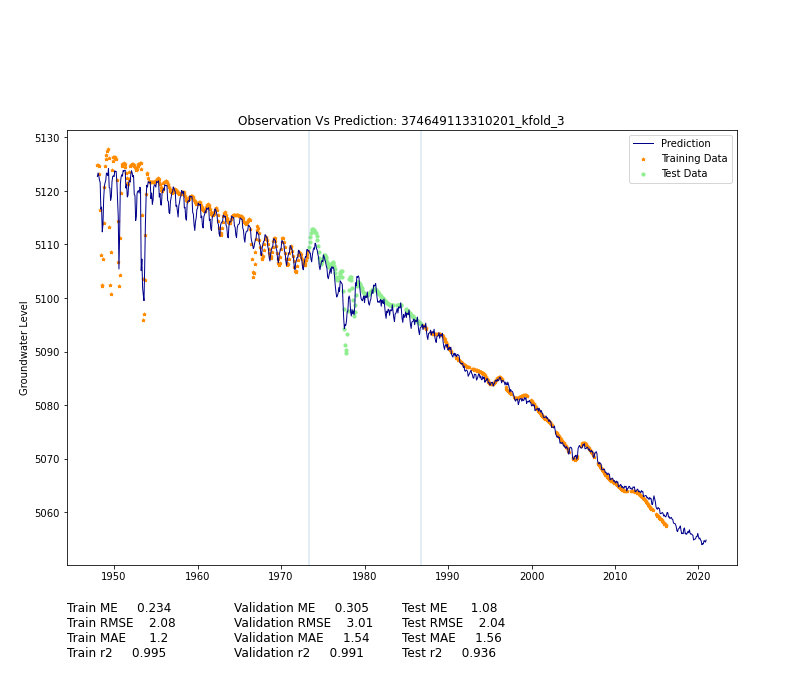 Observation Vs Prediction: 374649113310201_kfold_3
Prediction
Training Data
Test Data
Groundwater Level
5130
5120
5110
5100
5090
5080
5070
5060
1950 1960 1970 1980 1990 2000 2010 2020
Train ME 0.234 Validation ME 0.305 Test ME 1.08
Train RMSE 2.08 Validation RMSE 3.01 Test RMSE 2.04
Train MAE 1.2 Validation MAE 1.54 Test MAE 1.56
Train r2 0.995 Validation r2 0.991 Test r2 0.936